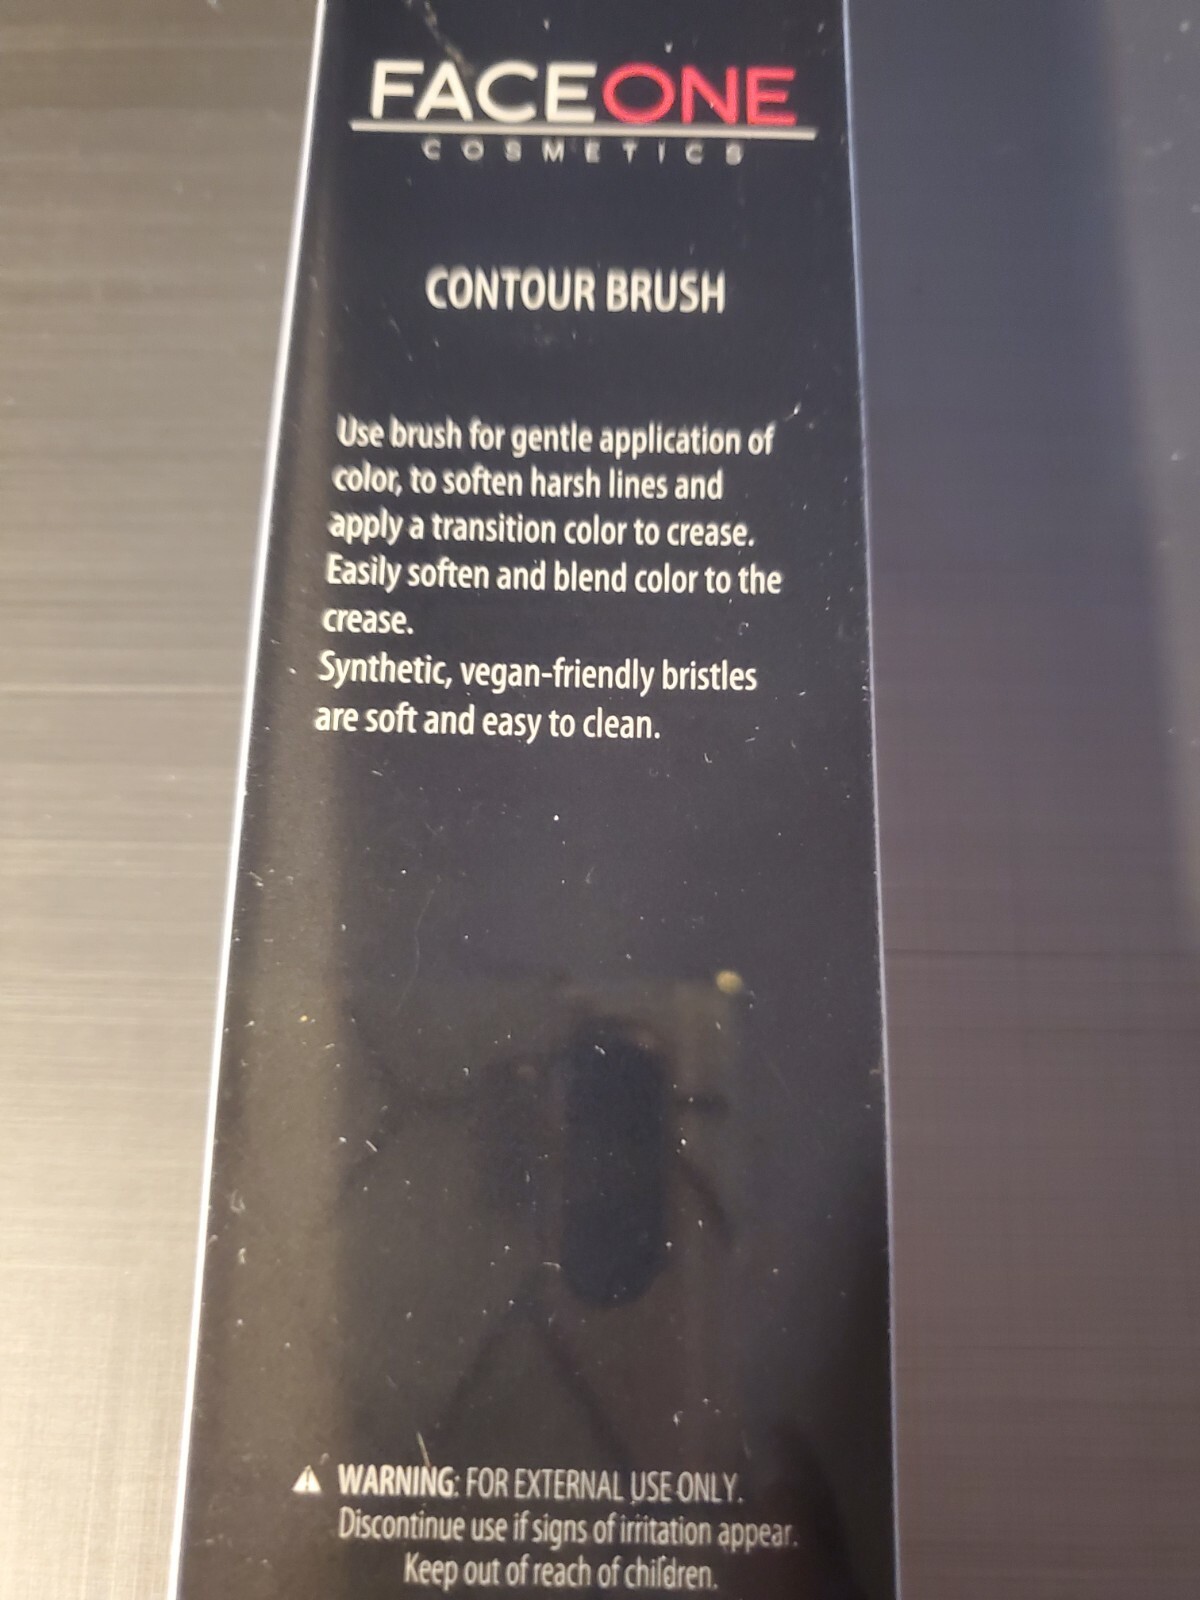 FACEONE
COSMETICS
CONTOUR BRUSH
Use brush for gentle application of
color, to soften harsh lines and
apply a transition color to crease.
Easily soften and blend color to the
crease.
Synthetic, vegan-friendly bristles
are soft and easy to clean.
WARNING: FOR EXTERNAL USE ONLY.
Discontinue use if signs of irritation appear.
Keep out of reach of children.